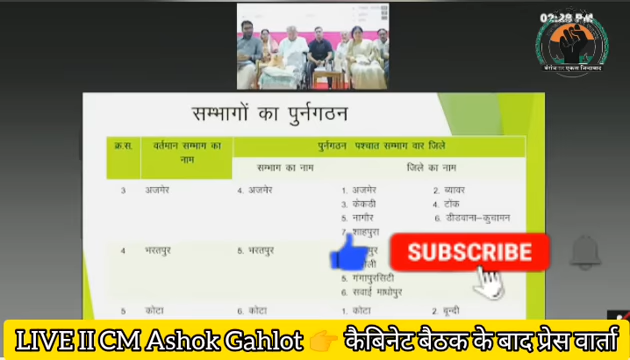 02:28 PM
बेरोजगार एकता जिन्दाबाद
सम्भागों का पुर्नगठन
क्र.स. वर्तमान सम्भाग का नाम पुर्नगठन पश्चात सम्भाग वार जिले
सम्भाग का नाम जिले का नाम
3 अजमेर 4. अजमेर 1. अजमेर 2. ब्यावर
3. केकडी 4. टोंक
5. नागौर 6. डीडवाना–कुचामन
7. शाहपुरा
4 भरतपुर 5. भरतपुर
5. गंगापुरसिटी
6. सवाई माधोपुर
SUBSCRIBE
5 कोटा 6. कोटा 1. कोटा 2. बून्दी
LIVE II CM Ashok Gahlot 👉 कैबिनेट बैठक के बाद प्रेस वार्ता